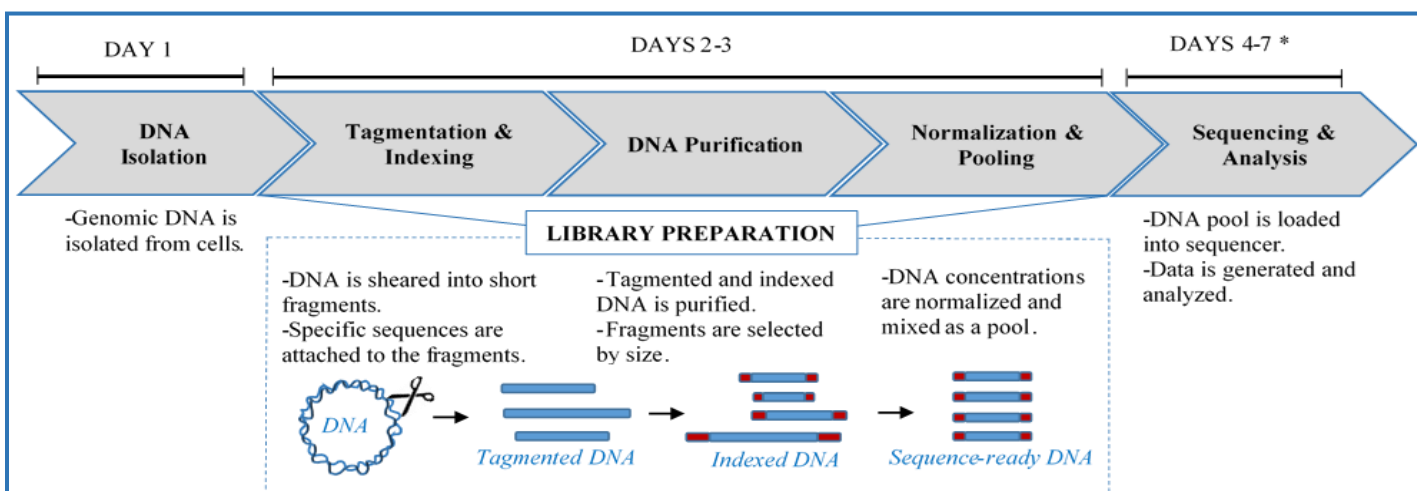 DAY 1
DAYS 2-3
DAYS 4-7 *
DNA
Isolation
Tagmentation &
Indexing
DNA Purification
Normalization &
Pooling
Sequencing &
Analysis
-Genomic DNA is
isolated from cells.
LIBRARY PREPARATION
-DNA is sheared into short
fragments.
-Specific sequences are
attached to the fragments.
-Tagmented and indexed
DNA is purified.
-Fragments are selected
by size.
-DNA concentrations
are normalized and
mixed as a pool.
-DNA pool is loaded
into sequencer.
-Data is generated and
analyzed.
DNA
Tagmented DNA
Indexed DNA
Sequence-ready DNA